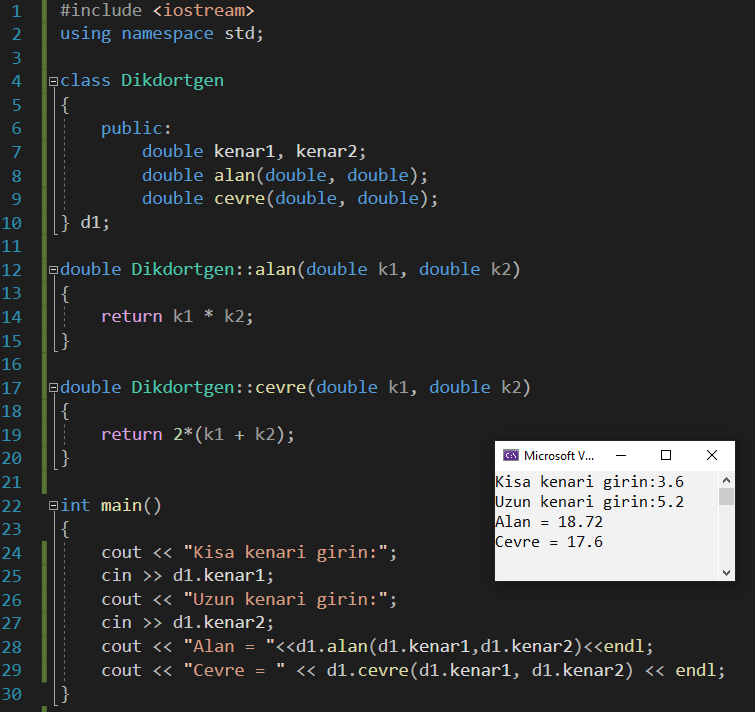 1 #include <iostream>
2 using namespace std;
3
4 class Dikdortgen
5 {
6     public:
7         double kenar1, kenar2;
8         double alan(double, double);
9         double cevre(double, double);
10 } d1;
11
12 double Dikdortgen::alan(double k1, double k2)
13 {
14     return k1 * k2;
15 }
16
17 double Dikdortgen::cevre(double k1, double k2)
18 {
19     return 2*(k1 + k2);
20 }
21
22 int main()
23 {
24     cout << "Kisa kenari girin:";
25     cin >> d1.kenar1;
26     cout << "Uzun kenari girin:";
27     cin >> d1.kenar2;
28     cout << "Alan = "<<d1.alan(d1.kenar1,d1.kenar2)<<endl;
29     cout << "Cevre = " << d1.cevre(d1.kenar1, d1.kenar2) << endl;
30 }
C:\ Microsoft V...
Kisa kenari girin:3.6
Uzun kenari girin:5.2
Alan = 18.72
Cevre = 17.6